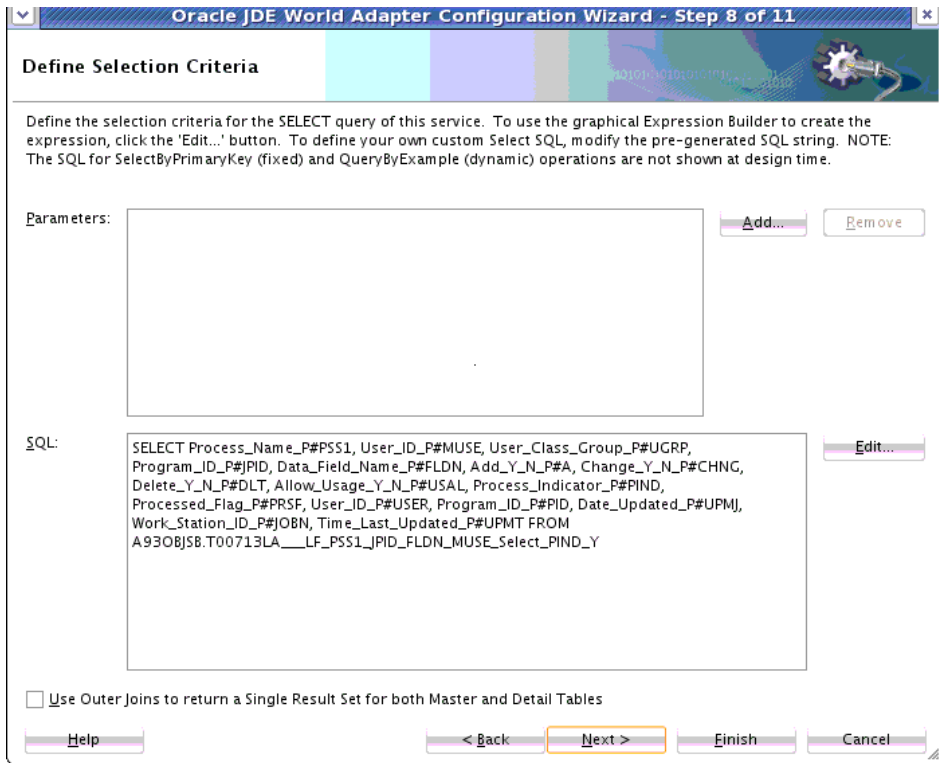 Oracle JDE World Adapter Configuration Wizard - Step 8 of 11
Define Selection Criteria
Define the selection criteria for the SELECT query of this service. To use the graphical Expression Builder to create the
expression, click the 'Edit...' button. To define your own custom Select SQL, modify the pre-generated SQL string. NOTE:
The SQL for SelectByPrimaryKey (fixed) and QueryByExample (dynamic) operations are not shown at design time.
Parameters:
Add...
Remove
SQL:
SELECT Process_Name_P#PSS1, User_ID_P#MUSE, User_Class_Group_P#UGRP,
Program_ID_P#JPID, Data_Field_Name_P#FLDN, Add_Y_N_P#A, Change_Y_N_P#CHNG,
Delete_Y_N_P#DLT, Allow_Usage_Y_N_P#USAL, Process_Indicator_P#PIND,
Processed_Flag_P#PRSF, User_ID_P#USER, Program_ID_P#PID, Date_Updated_P#UPMJ,
Work_Station_ID_P#JOBN, Time_Last_Updated_P#UPMT FROM
A93OBJSB.T00713LA___LF_PSS1_JPID_FLDN_MUSE_Select_PIND_Y
Edit...
Use Outer Joins to return a Single Result Set for both Master and Detail Tables
Help
< Back
Next >
Finish
Cancel